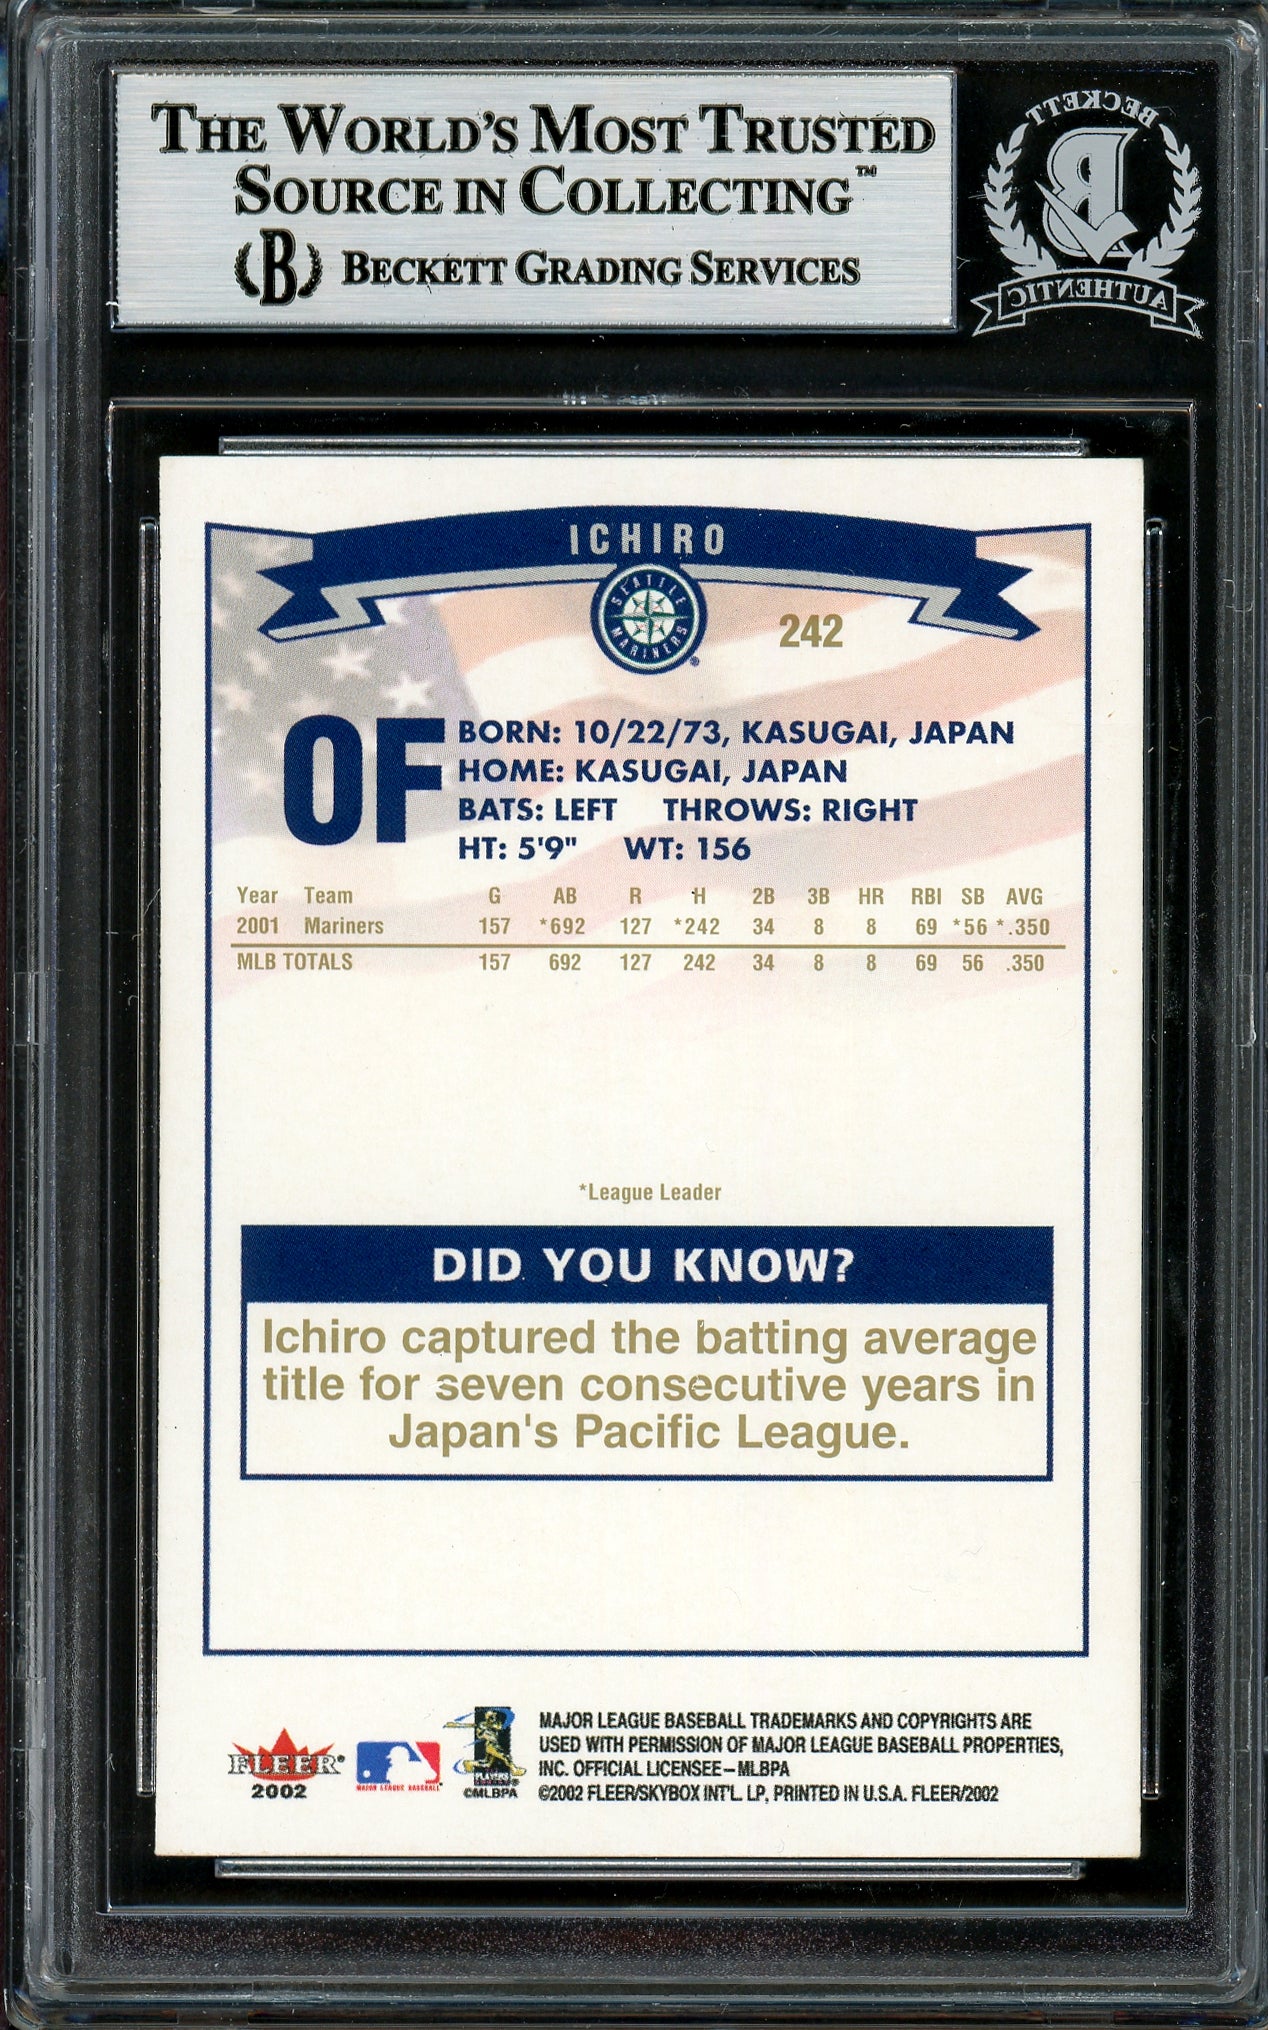 THE WORLD'S MOST TRUSTED
SOURCE IN COLLECTING™
B BECKETT GRADING SERVICES
BECKETT
B
AUTHENTIC
ICHIRO
SEATTLE
MARINERS
®
242
OF
BORN: 10/22/73, KASUGAI, JAPAN
HOME: KASUGAI, JAPAN
BATS: LEFT THROWS: RIGHT
HT: 5'9" WT: 156
Year Team G AB R H 2B 3B HR RBI SB AVG
2001 Mariners 157 *692 127 *242 34 8 8 69 *56 *.350
MLB TOTALS 157 692 127 242 34 8 8 69 56 .350
*League Leader
DID YOU KNOW?
Ichiro captured the batting average
title for seven consecutive years in
Japan's Pacific League.
FLEER®
2002
MAJOR LEAGUE BASEBALL
PLAYERS
©MLBPA
MAJOR LEAGUE BASEBALL TRADEMARKS AND COPYRIGHTS ARE
USED WITH PERMISSION OF MAJOR LEAGUE BASEBALL PROPERTIES,
INC. OFFICIAL LICENSEE–MLBPA
©2002 FLEER/SKYBOX INT'L. LP, PRINTED IN U.S.A. FLEER/2002